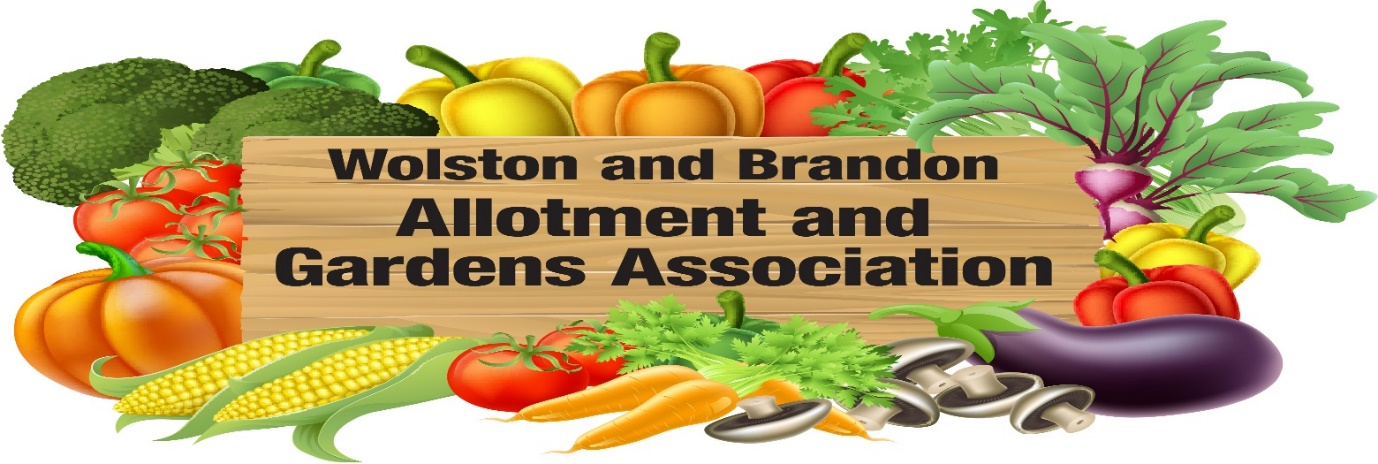 Wolston and Brandon
Allotment and
Gardens Association